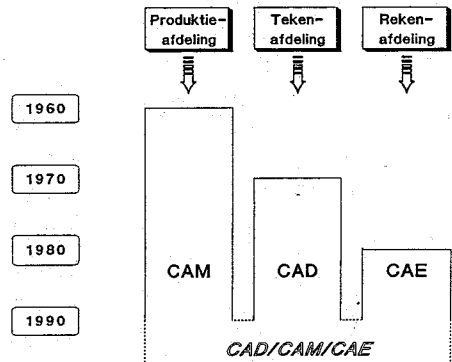 Produktie-
afdeling
Teken-
afdeling
Reken-
afdeling
1960
1970
1980
CAM
CAD
CAE
1990
CAD/CAM/CAE